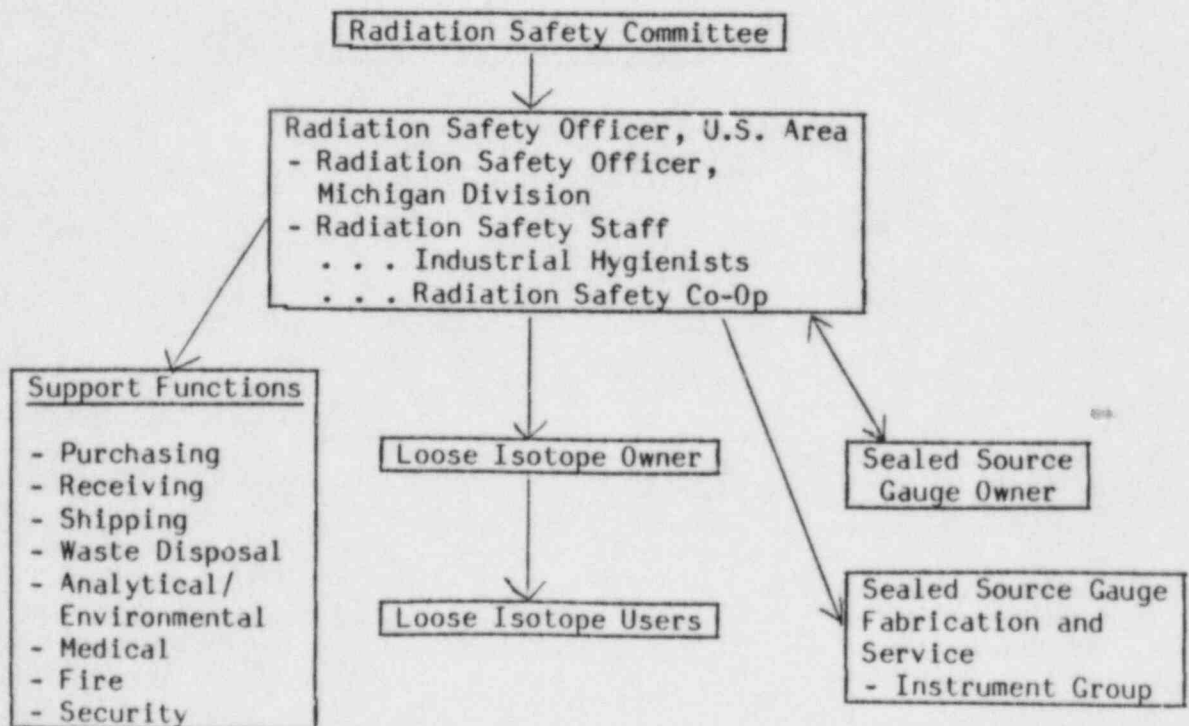 Radiation Safety Committee
Radiation Safety Officer, U.S. Area
- Radiation Safety Officer,
Michigan Division
- Radiation Safety Staff
. . . Industrial Hygienists
. . . Radiation Safety Co-Op
Support Functions
- Purchasing
- Receiving
- Shipping
- Waste Disposal
- Analytical/
Environmental
- Medical
- Fire
- Security
Loose Isotope Owner
Loose Isotope Users
Sealed Source
Gauge Owner
Sealed Source Gauge
Fabrication and
Service
- Instrument Group